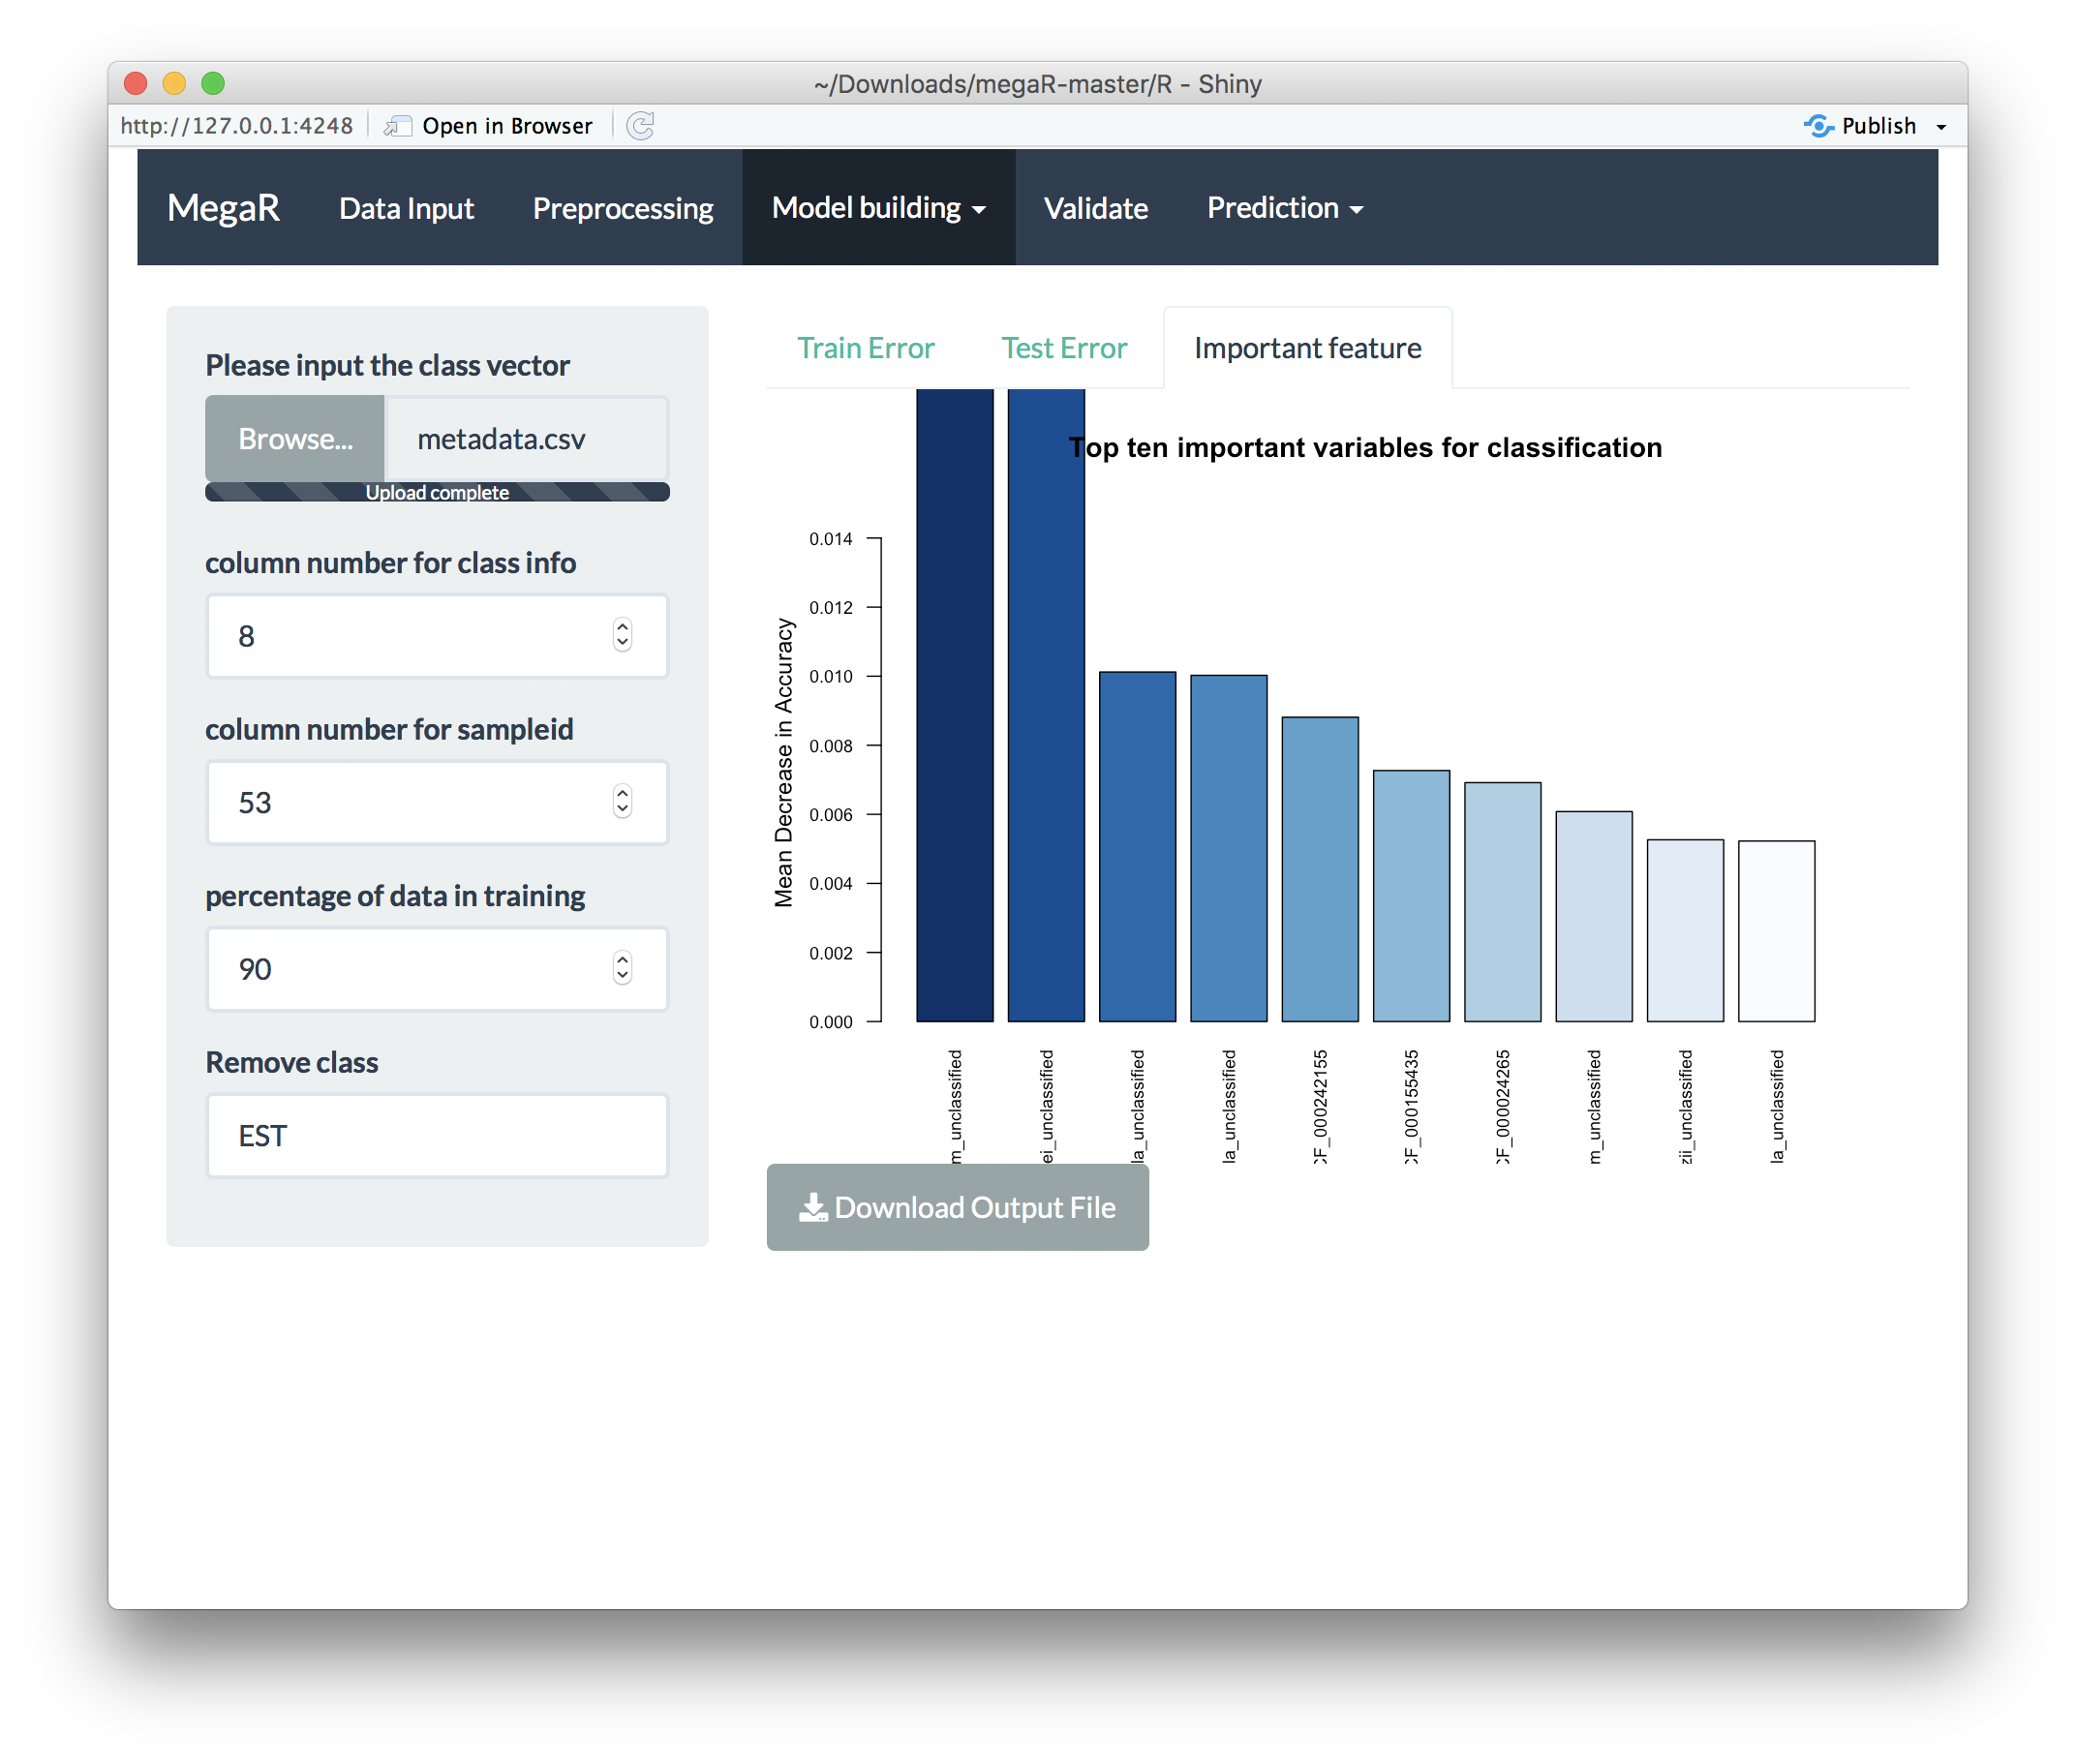 ~/Downloads/megaR-master/R - Shiny
http://127.0.0.1:4248 Open in Browser Publish
MegaR Data Input Preprocessing Model building Validate Prediction
Please input the class vector
Browse... metadata.csv
Upload complete
column number for class info
8
column number for sampleid
53
percentage of data in training
90
Remove class
EST
Train Error Test Error Important feature
Top ten important variables for classification
Mean Decrease in Accuracy
0.014
0.012
0.010
0.008
0.006
0.004
0.002
0.000
m_unclassified
ei_unclassified
la_unclassified
la_unclassified
CF_000242155
CF_000155435
CF_000024265
m_unclassified
zii_unclassified
la_unclassified
Download Output File